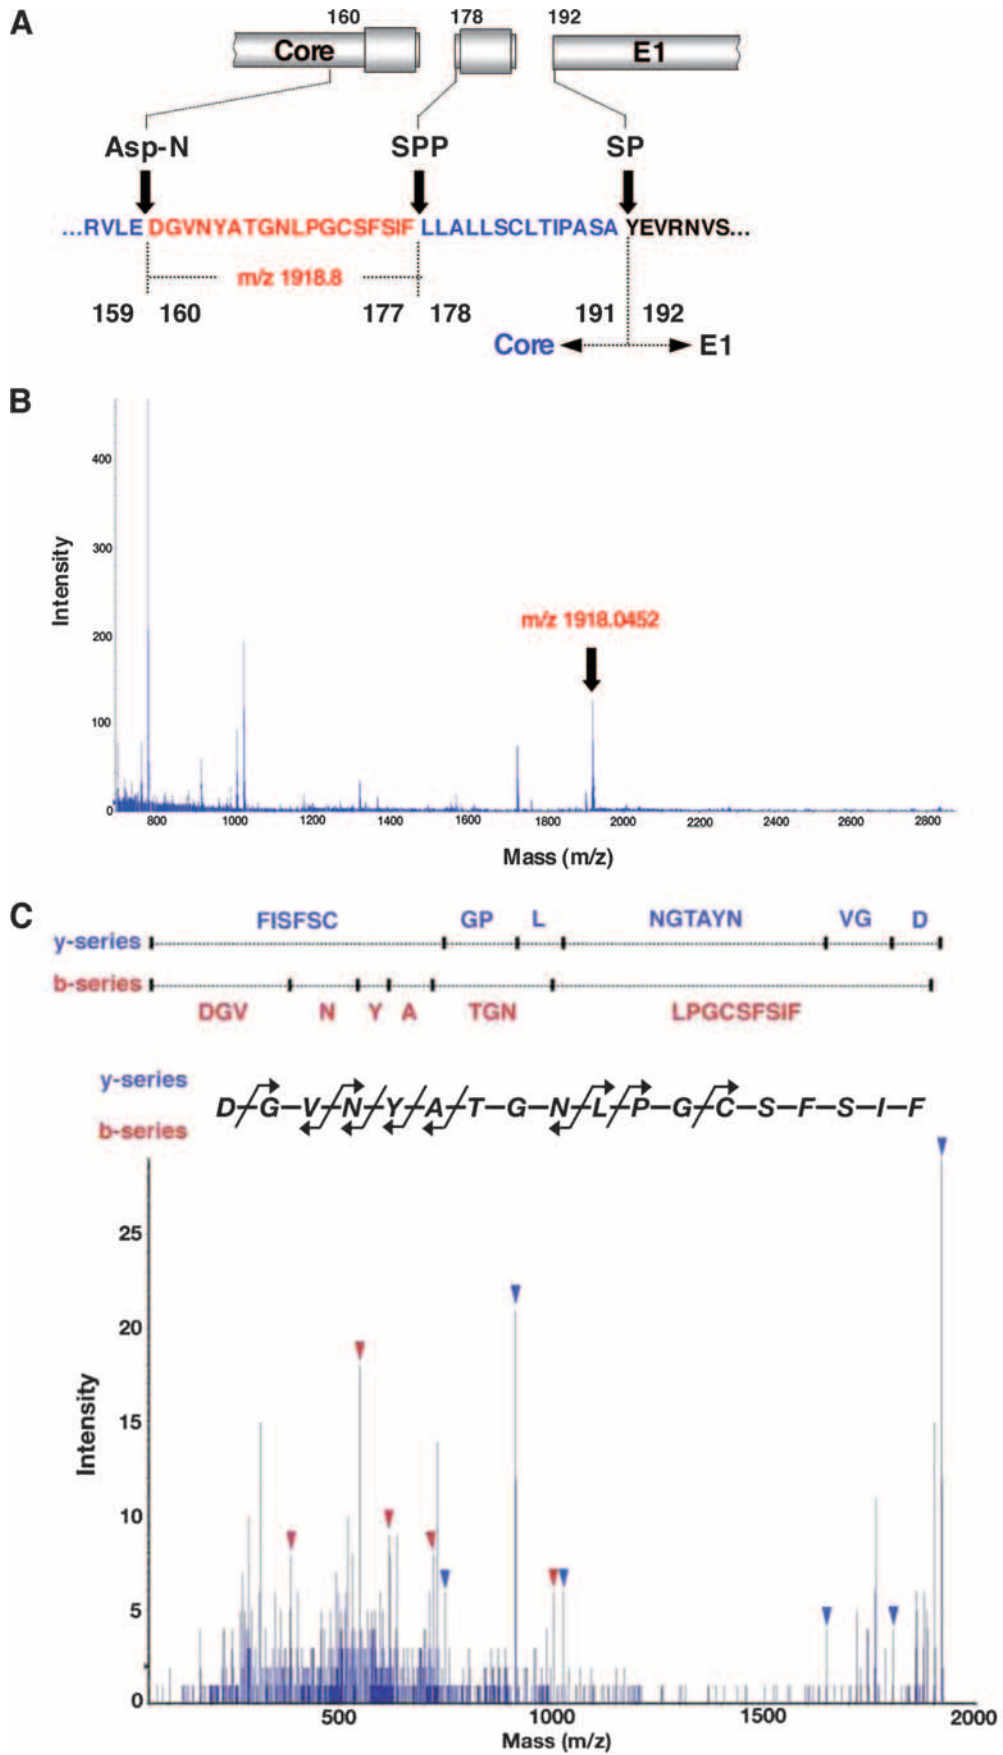 A
160 178 192
Core E1
Asp-N SPP SP
...RVLE DGVNYATGNLPGCSFSIF LLALLSCLTIPASA YEVRNVS...
m/z 1918.8
159 160 177 178 191 192
Core E1
B
400
300
200
100
0
Intensity
m/z 1918.0452
800 1000 1200 1400 1600 1800 2000 2200 2400 2600 2800
Mass (m/z)
C
FISFSC GP L NGTAYN VG D
y-series
b-series
DGV N Y A TGN LPGCSFSIF
y-series
D-G-V-N-Y-A-T-G-N-L-P-G-C-S-F-S-I-F
b-series
25
20
15
10
5
0
Intensity
500 1000 1500 2000
Mass (m/z)